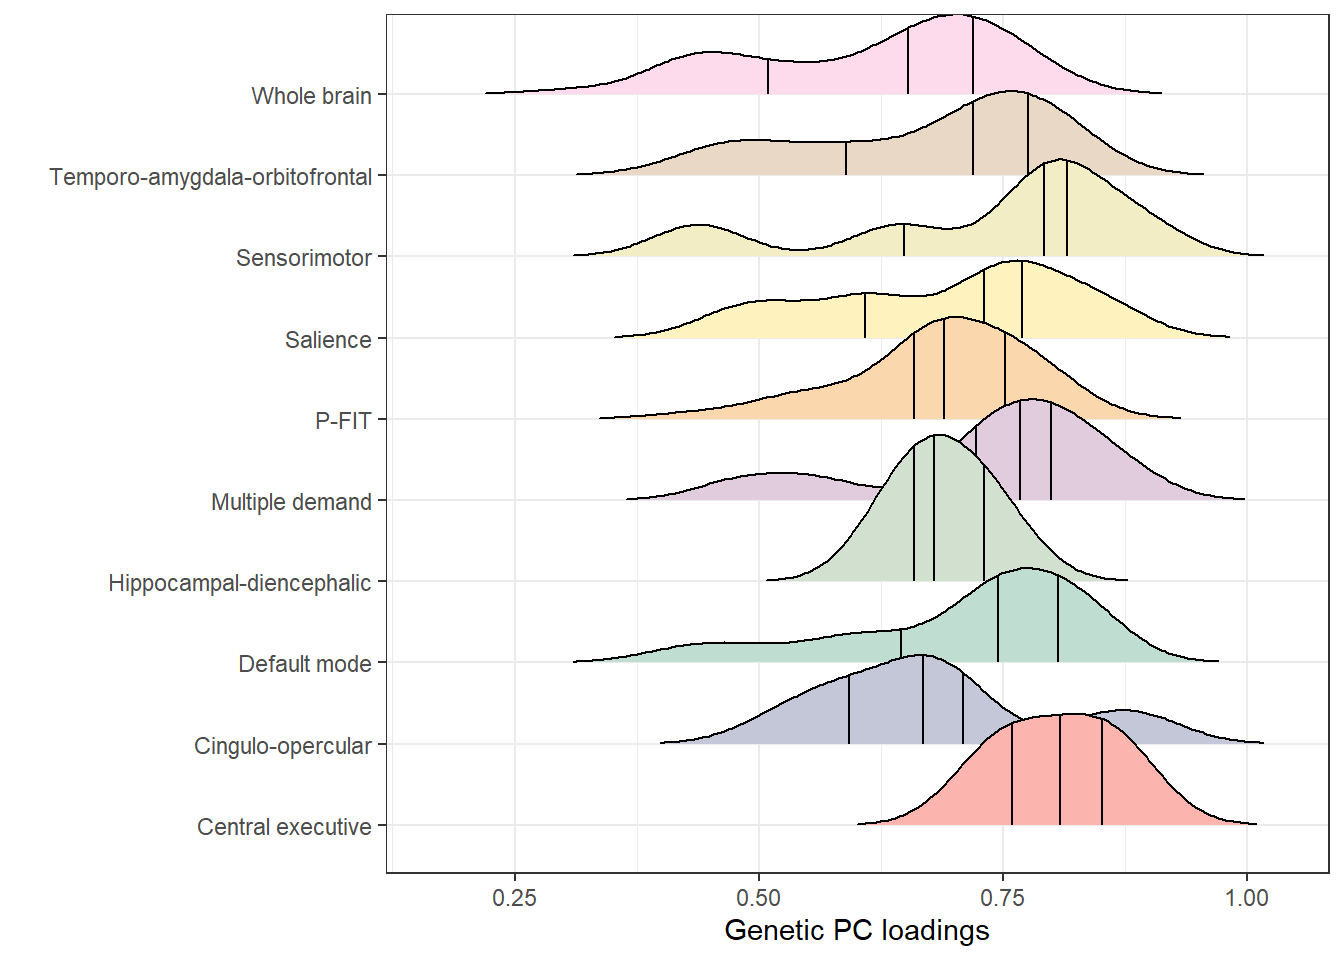 Whole brain
Temporo-amygdala-orbitofrontal
Sensorimotor
Salience
P-FIT
Multiple demand
Hippocampal-diencephalic
Default mode
Cingulo-opercular
Central executive
0.25 0.50 0.75 1.00
Genetic PC loadings